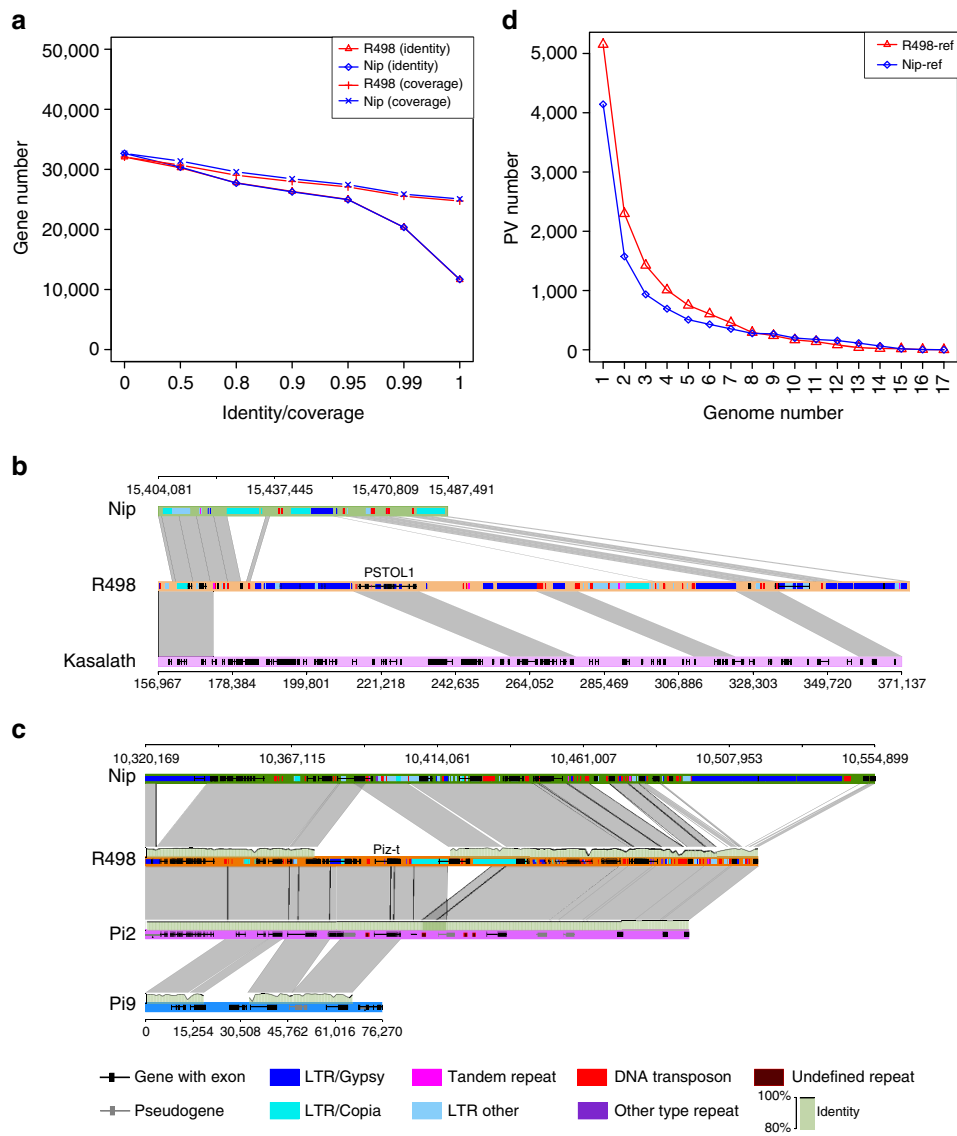 a
50,000
40,000
30,000
20,000
10,000
0
Gene number
0 0.5 0.8 0.9 0.95 0.99 1
Identity/coverage
R498 (identity)
Nip (identity)
R498 (coverage)
Nip (coverage)
d
5,000
4,000
3,000
2,000
1,000
0
PV number
1 2 3 4 5 6 7 8 9 10 11 12 13 14 15 16 17
Genome number
R498-ref
Nip-ref
b
15,404,081 15,437,445 15,470,809 15,487,491
Nip
PSTOL1
R498
Kasalath
156,967 178,384 199,801 221,218 242,635 264,052 285,469 306,886 328,303 349,720 371,137
c
10,320,169 10,367,115 10,414,061 10,461,007 10,507,953 10,554,899
Nip
Piz-t
R498
Pi2
Pi9
0 15,254 30,508 45,762 61,016 76,270
Gene with exon LTR/Gypsy Tandem repeat DNA transposon Undefined repeat
Pseudogene LTR/Copia LTR other Other type repeat 100% 80% Identity